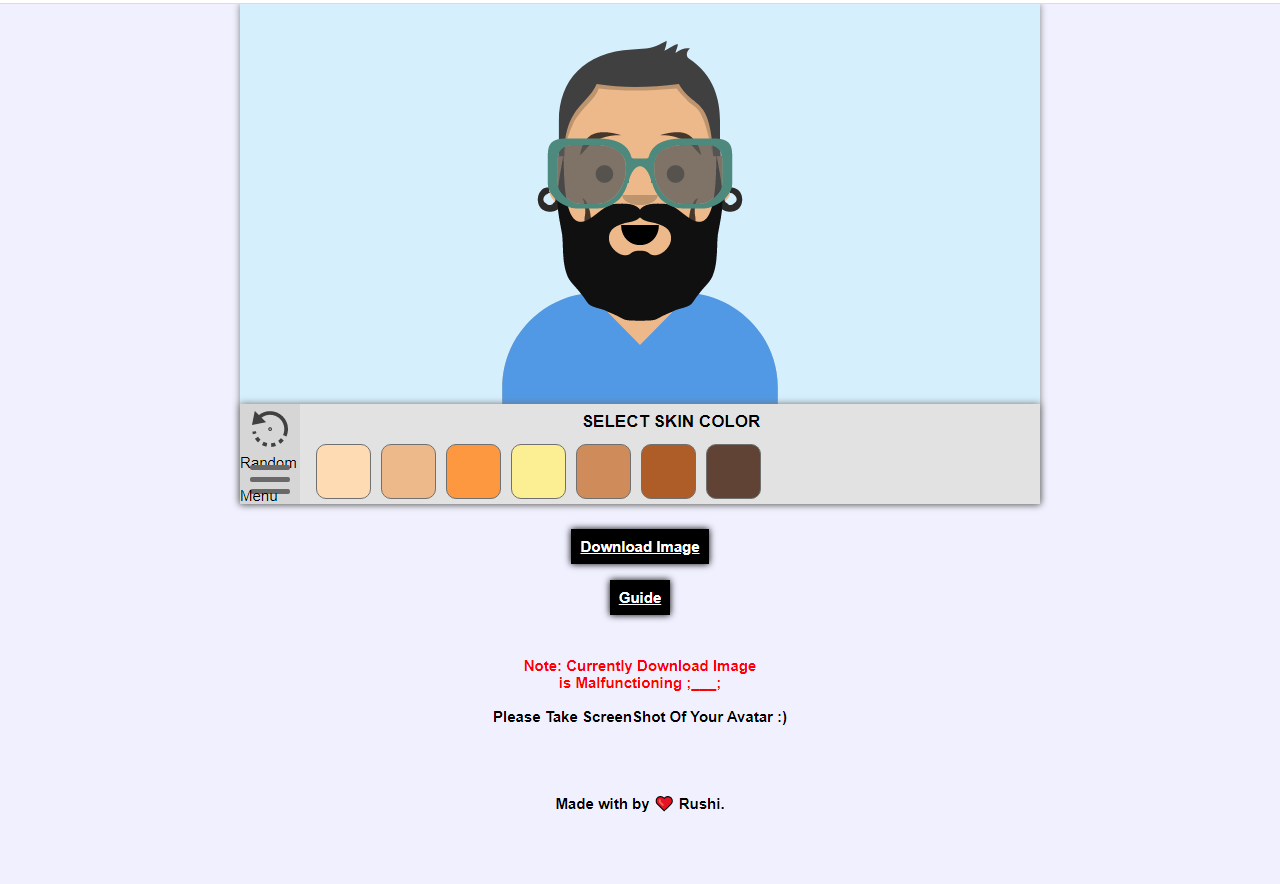 SELECT SKIN COLOR
Random
Menu
Download Image
Guide
Note: Currently Download Image
is Malfunctioning ;___;
Please Take ScreenShot Of Your Avatar :)
Made with by ❤️ Rushi.